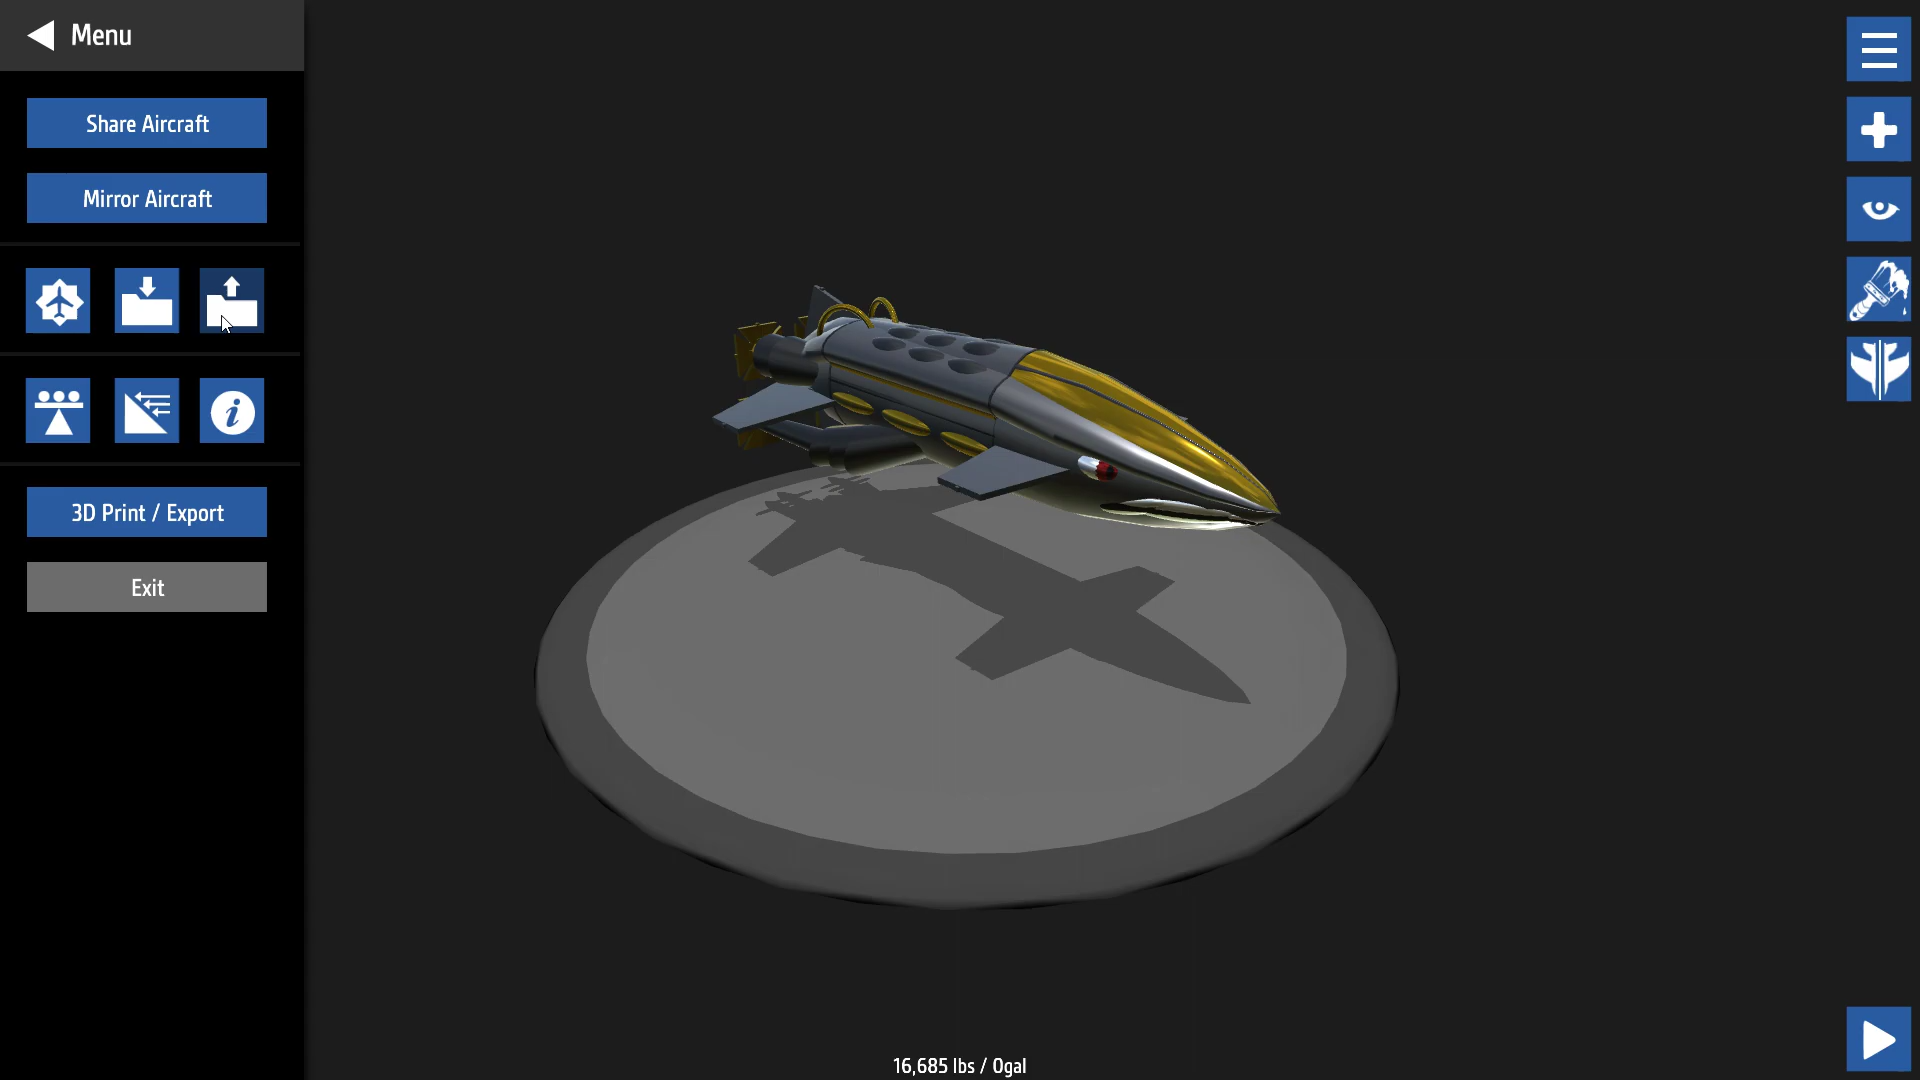 Menu
Share Aircraft
Mirror Aircraft
3D Print / Export
Exit
16,685 lbs / 0gal